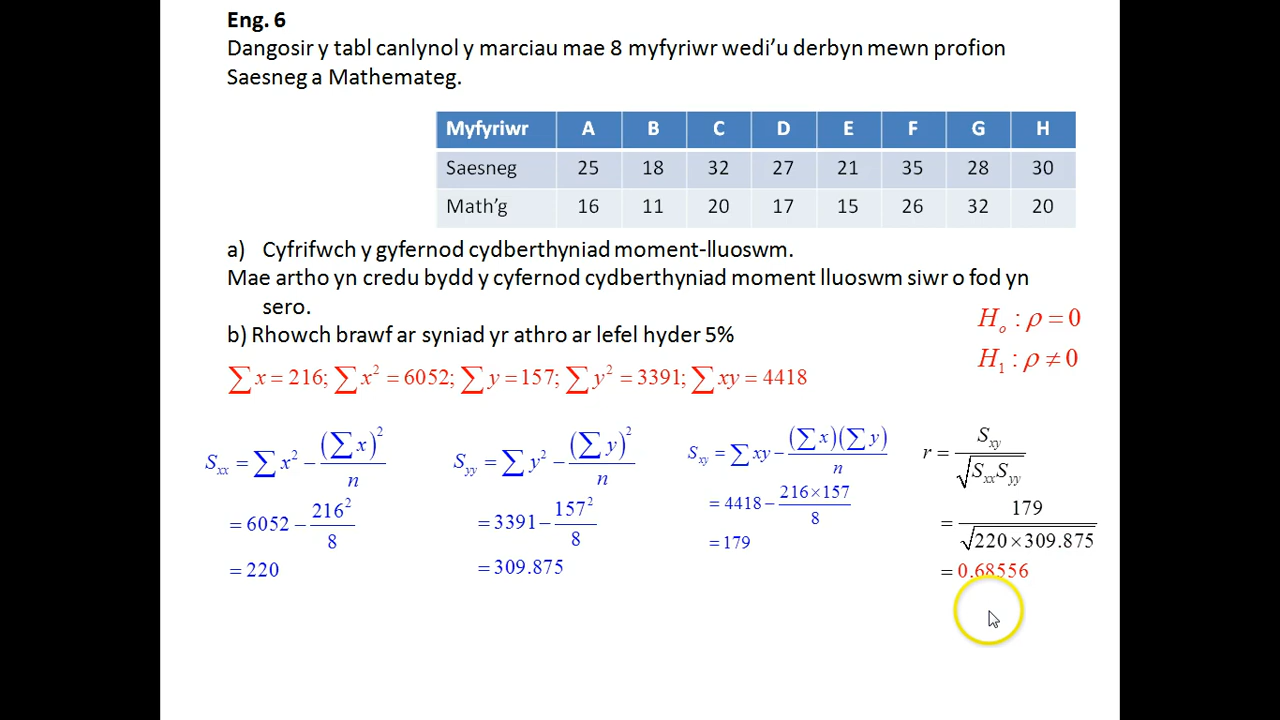 Eng. 6
Dangosir y tabl canlynol y marciau mae 8 myfyriwr wedi’u derbyn mewn profion
Saesneg a Mathemateg.
Myfyriwr A B C D E F G H
Saesneg 25 18 32 27 21 35 28 30
Math’g 16 11 20 17 15 26 32 20
a) Cyfrifwch y gyfernod cydberthyniad moment-lluoswm.
Mae artho yn credu bydd y cyfernod cydberthyniad moment lluoswm siwr o fod yn
sero.
b) Rhowch brawf ar syniad yr athro ar lefel hyder 5%
H₀ : ρ = 0
H₁ : ρ ≠ 0
∑x = 216; ∑x² = 6052; ∑y = 157; ∑y² = 3391; ∑xy = 4418
Sxx = ∑x² − (∑x)²/n
= 6052 − 216²/8
= 220
Syy = ∑y² − (∑y)²/n
= 3391 − 157²/8
= 309.875
Sxy = ∑xy − (∑x)(∑y)/n
= 4418 − 216×157/8
= 179
r = Sxy/√SxxSyy
= 179/√220×309.875
= 0.68556